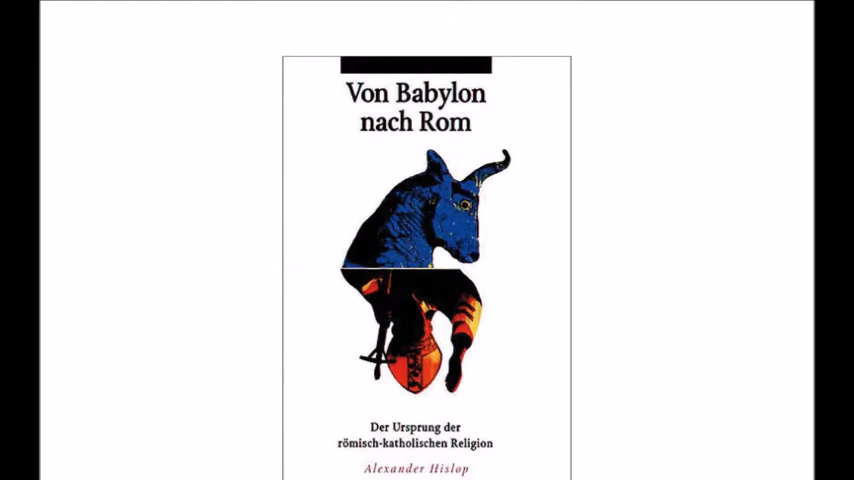 Von Babylon
nach Rom
Der Ursprung der
römisch-katholischen Religion
Alexander Hislop